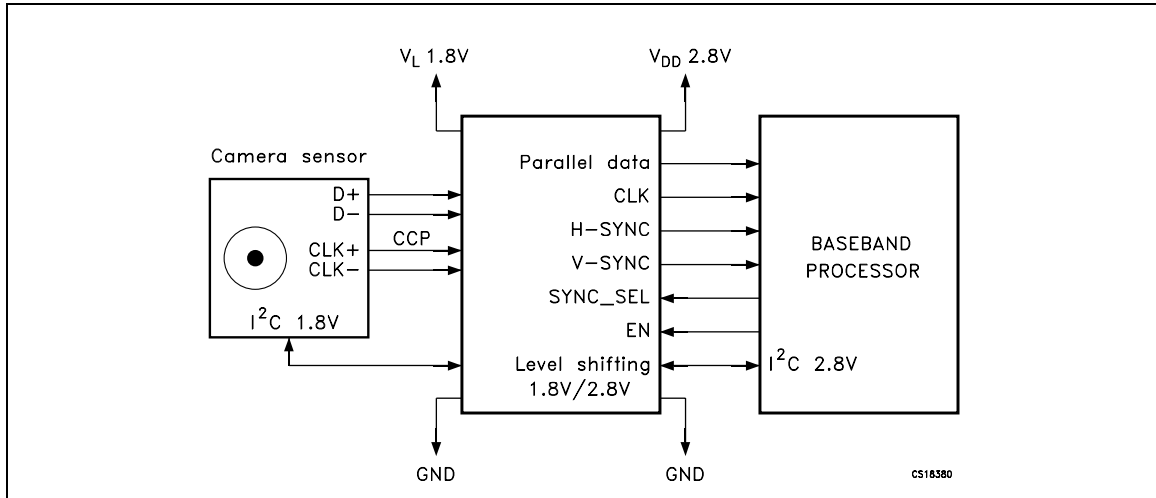 V_L 1.8V
V_DD 2.8V
Camera sensor
D+
D-
CLK+
CLK-
CCP
I²C 1.8V
Parallel data
CLK
H-SYNC
V-SYNC
SYNC_SEL
EN
Level shifting
1.8V/2.8V
BASEBAND
PROCESSOR
I²C 2.8V
GND
GND
CS18380